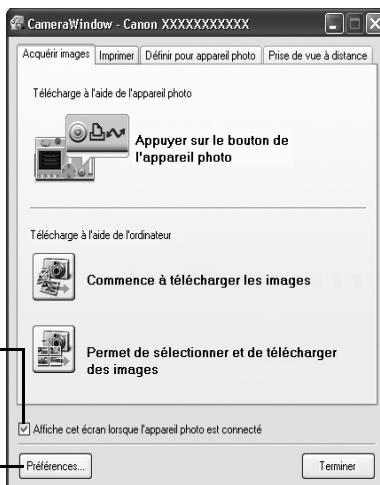 CameraWindow - Canon XXXXXXXXXXX
Acquérir images Imprimer Définir pour appareil photo Prise de vue à distance
Télécharge à l'aide de l'appareil photo
Appuyer sur le bouton de
l'appareil photo
Télécharge à l'aide de l'ordinateur
Commence à télécharger les images
Permet de sélectionner et de télécharger
des images
Affiche cet écran lorsque l'appareil photo est connecté
Préférences... Terminer